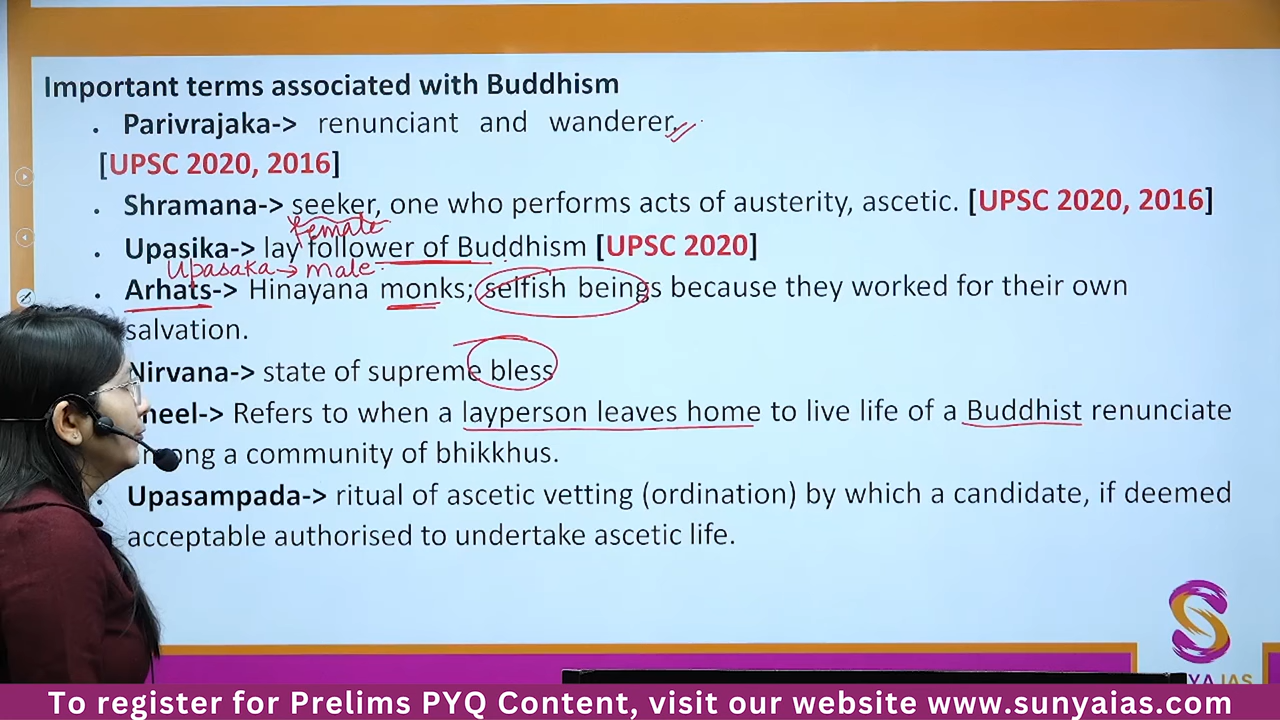 Important terms associated with Buddhism
• Parivrajaka-> renunciant and wanderer.
[UPSC 2020, 2016]
• Shramana-> seeker, one who performs acts of austerity, ascetic. [UPSC 2020, 2016]
female
• Upasika-> lay follower of Buddhism [UPSC 2020]
Upasaka → male.
• Arhats-> Hinayana monks; selfish beings because they worked for their own
salvation.
Nirvana-> state of supreme bless
heel-> Refers to when a layperson leaves home to live life of a Buddhist renunciate
among a community of bhikkhus.
• Upasampada-> ritual of ascetic vetting (ordination) by which a candidate, if deemed
acceptable authorised to undertake ascetic life.
YA IAS
To register for Prelims PYQ Content, visit our website www.sunyaias.com